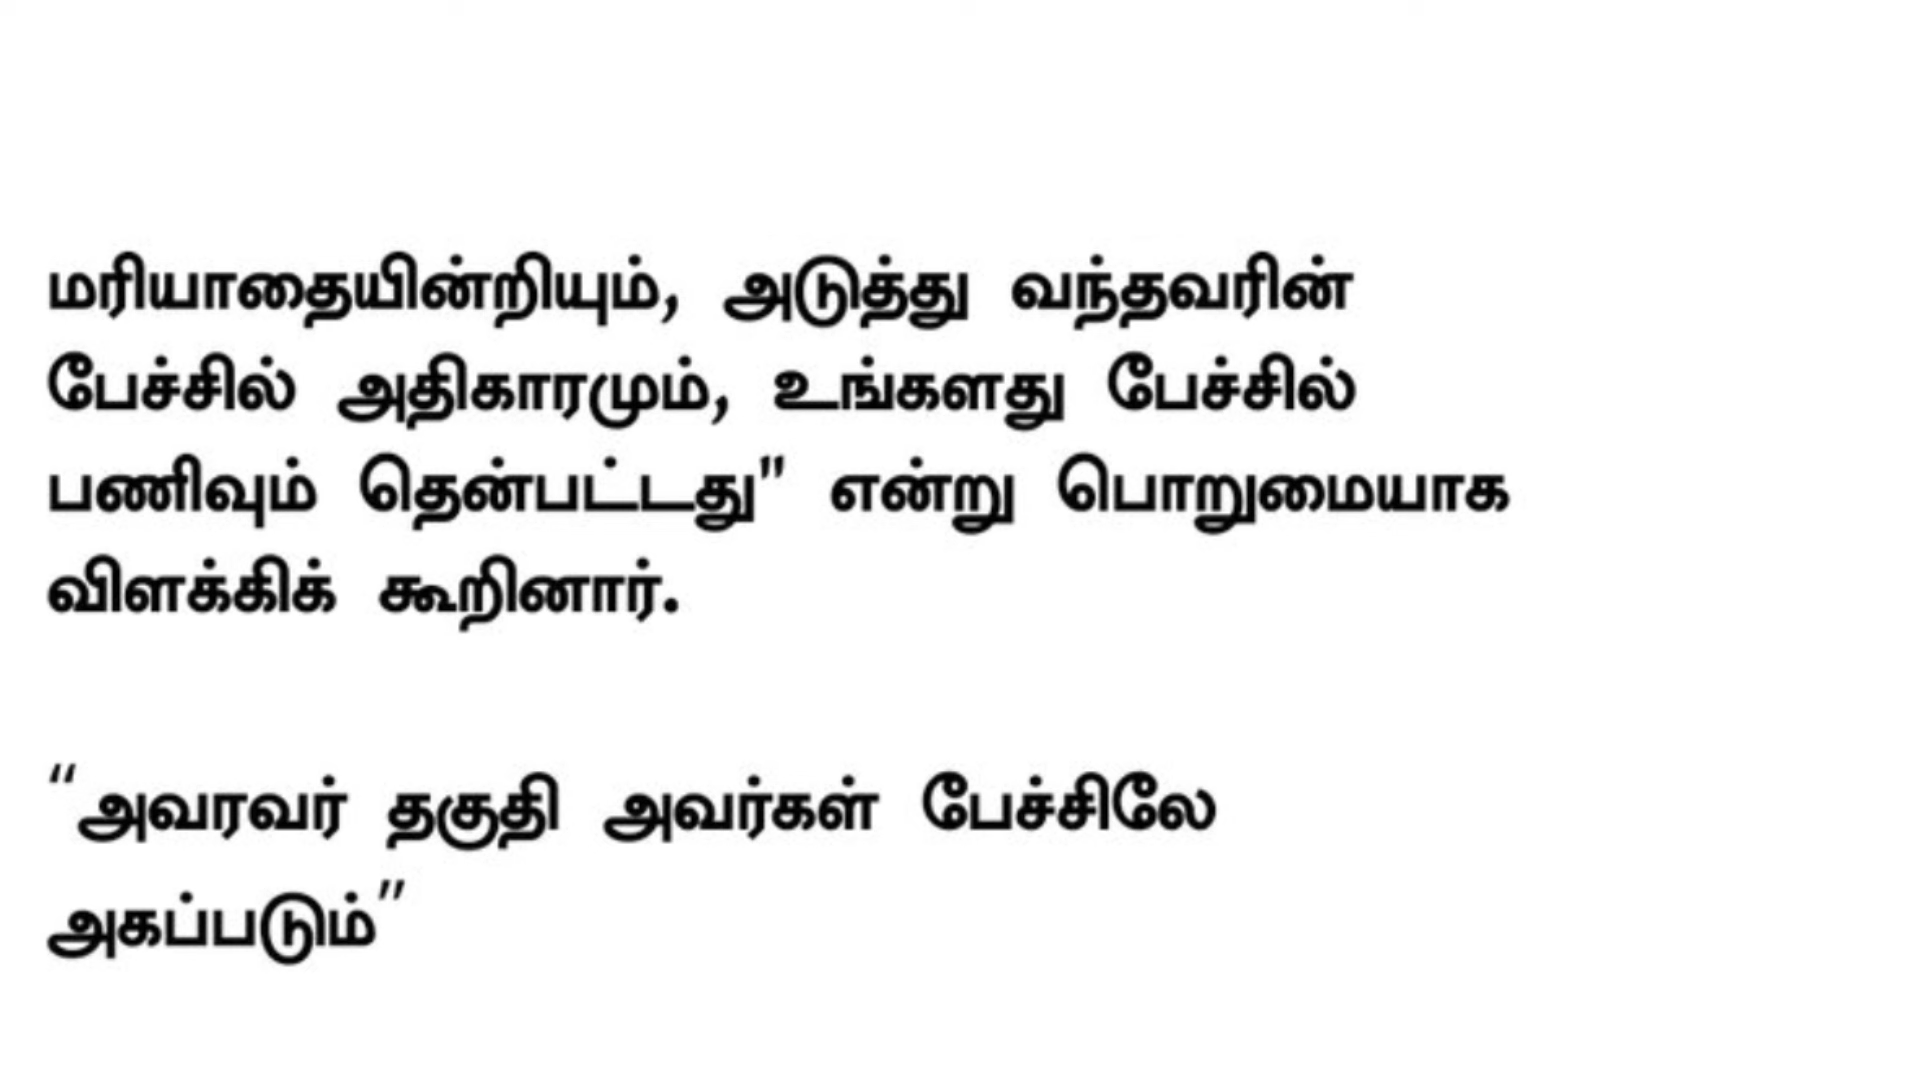 மரியாதையின்றியும், அடுத்து வந்தவரின்
பேச்சில் அதிகாரமும், உங்களது பேச்சில்
பணிவும் தென்பட்டது" என்று பொறுமையாக
விளக்கிக் கூறினார்.
“அவரவர் தகுதி அவர்கள் பேச்சிலே
அகப்படும்”